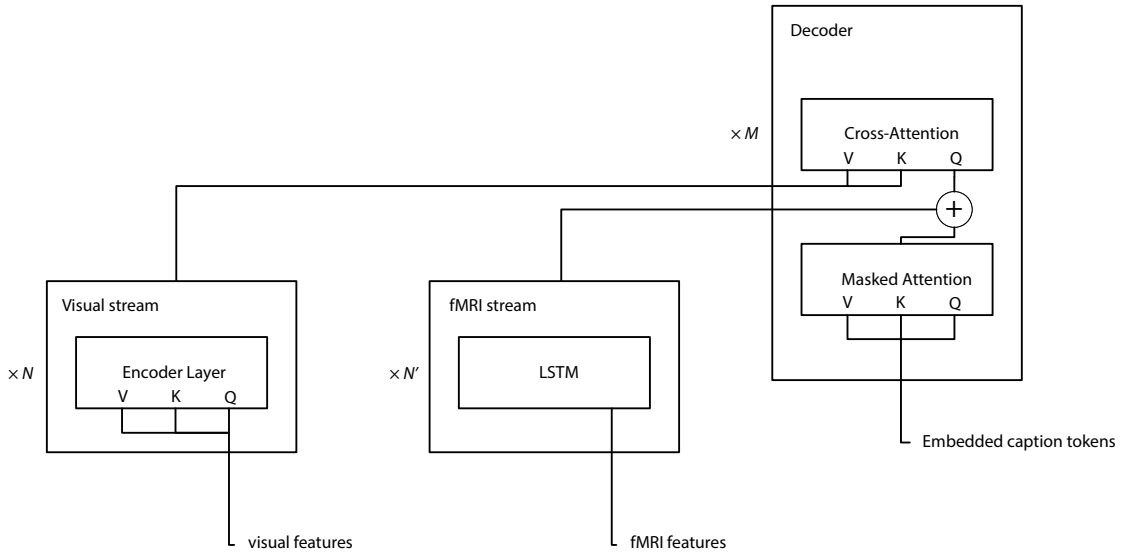 Decoder
Cross-Attention
V K Q
× M
+
Masked Attention
V K Q
Visual stream
Encoder Layer
V K Q
× N
fMRI stream
LSTM
× N′
Embedded caption tokens
visual features
fMRI features